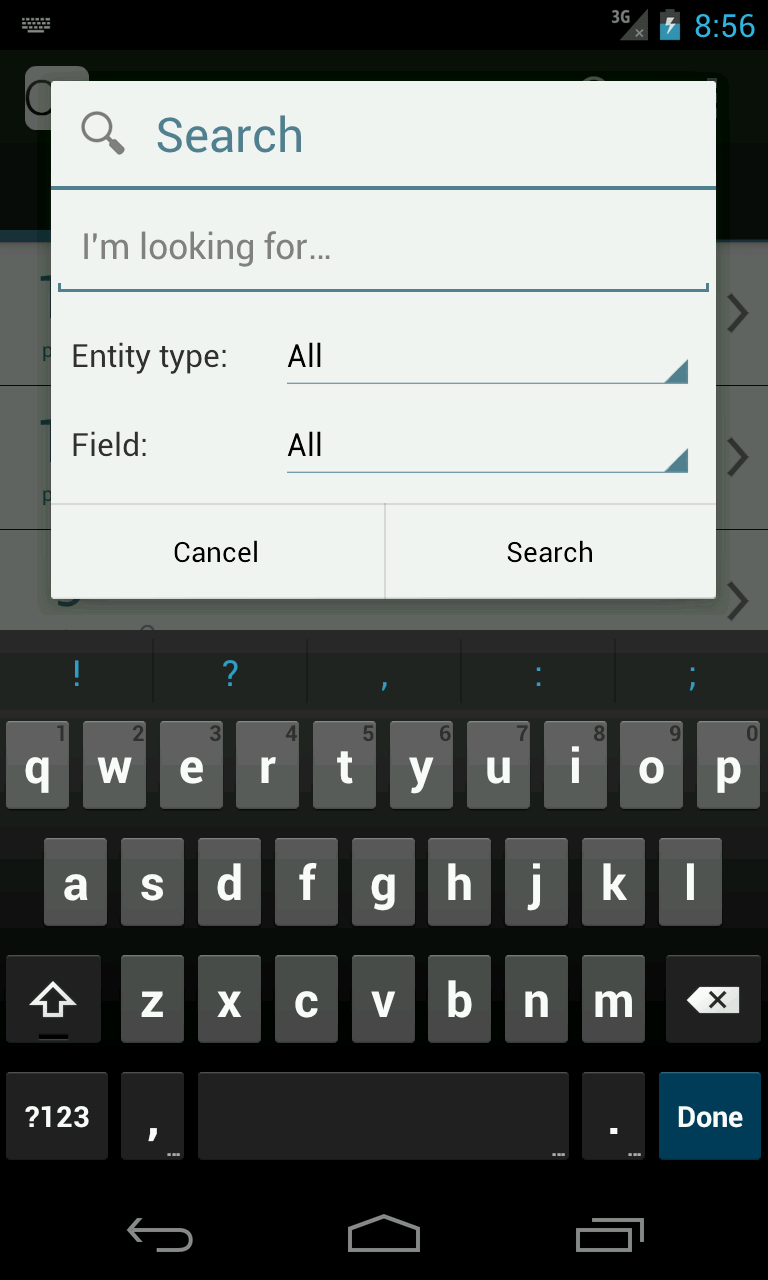 3G 8:56
Search
I'm looking for...
Entity type: All
Field: All
Cancel Search
! ? , : ;
1 2 3 4 5 6 7 8 9 0
q w e r t y u i o p
a s d f g h j k l
z x c v b n m
?123 , ... ... . ... Done